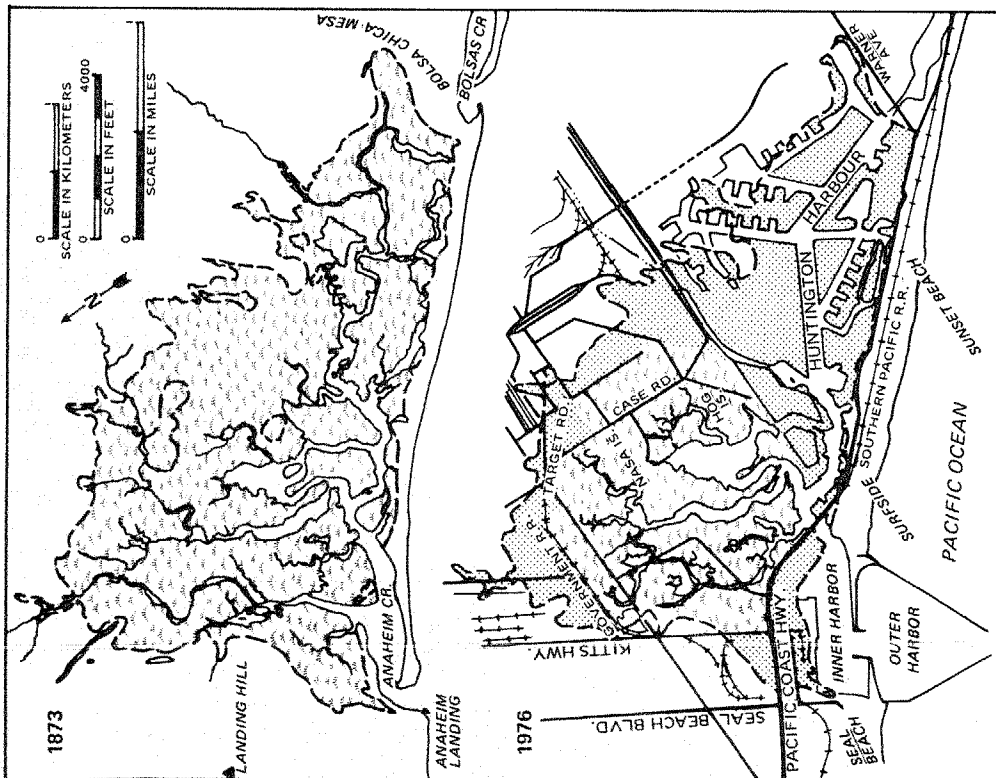 1873
0
SCALE IN KILOMETERS
0 4000
SCALE IN FEET
0
SCALE IN MILES
N
BOLSA CHICA MESA
BOLSAS CR
LANDING HILL
ANAHEIM CR.
ANAHEIM
LANDING
1976
WARNER
AVE
HARBOUR
HUNTINGTON
TARGET RD.
CASE RD.
HOG
IS.
NASA IS
GOVERNMENT R.R.
KITTS HWY.
SEAL BEACH BLVD.
PACIFIC COAST HWY
SOUTHERN PACIFIC R.R.
SUNSET BEACH
SURFSIDE
PACIFIC OCEAN
INNER HARBOR
OUTER
HARBOR
SEAL
BEACH